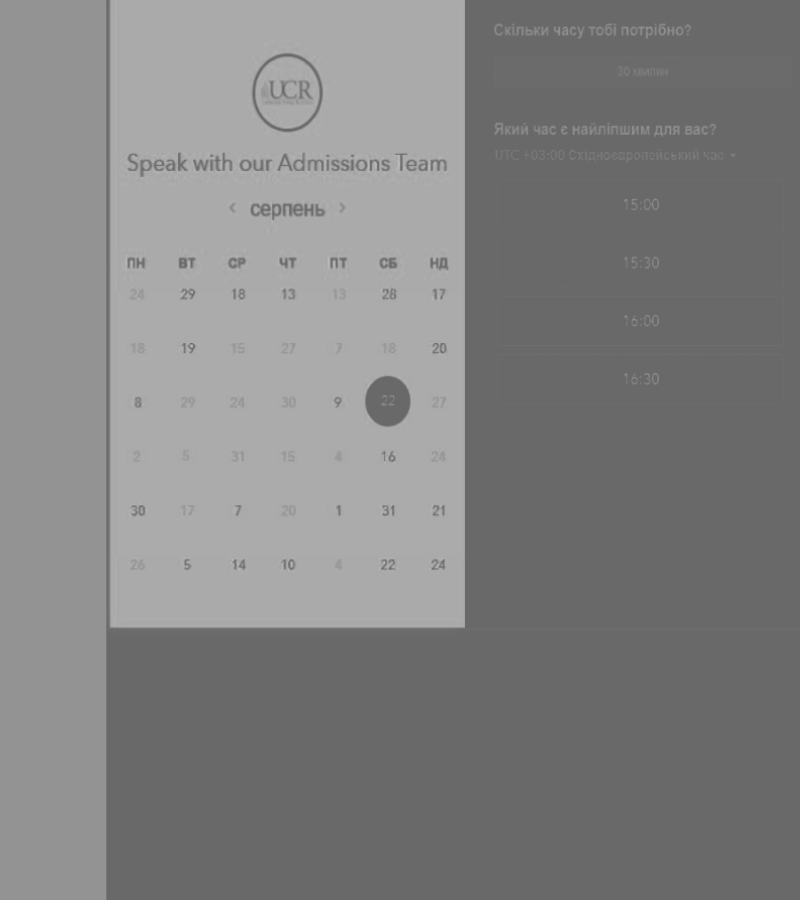 UCR
Speak with our Admissions Team
‹ серпень ›
ПН ВТ СР ЧТ ПТ СБ НД
24 29 18 13 13 28 17
18 19 15 27 7 18 20
8 29 24 30 9 22 27
2 5 31 15 4 16 24
30 17 7 20 1 31 21
26 5 14 10 4 22 24
Скільки часу тобі потрібно?
30 хвилин
Який час є найліпшим для вас?
UTC +03:00 Східноєвропейський час
15:00
15:30
16:00
16:30